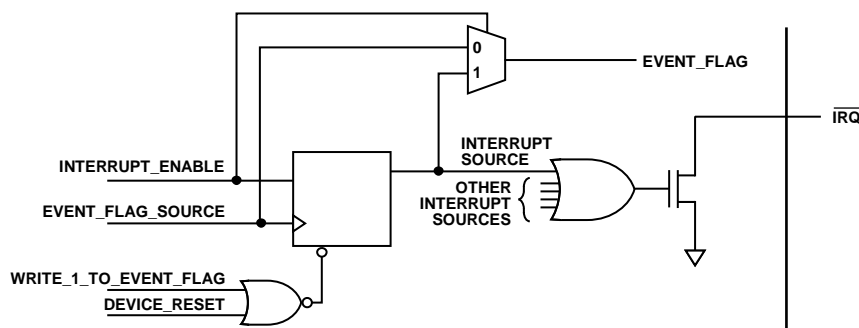 0
1
EVENT_FLAG
IRQ
INTERRUPT_ENABLE
INTERRUPT
SOURCE
EVENT_FLAG_SOURCE
OTHER
INTERRUPT
SOURCES
WRITE_1_TO_EVENT_FLAG
DEVICE_RESET